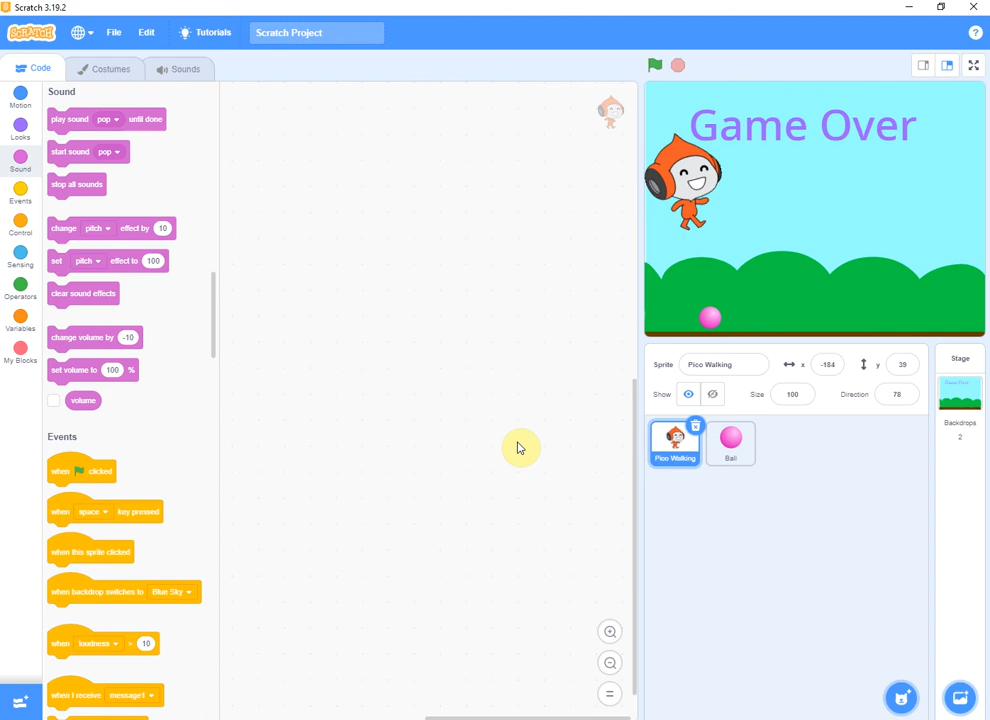 Scratch 3.19.2
SCRATCH File Edit Tutorials Scratch Project ?
Code Costumes Sounds
Motion
Looks
Sound
Events
Control
Sensing
Operators
Variables
My Blocks
Sound
play sound pop until done
start sound pop
stop all sounds
change pitch effect by 10
set pitch effect to 100
clear sound effects
change volume by -10
set volume to 100 %
volume
Events
when clicked
when space key pressed
when this sprite clicked
when backdrop switches to Blue Sky
when loudness > 10
when I receive message1
Game Over
Sprite Pico Walking x -184 y 39
Show Size 100 Direction 78
Pico Walking
Ball
Stage
Game Over
Backdrops
2